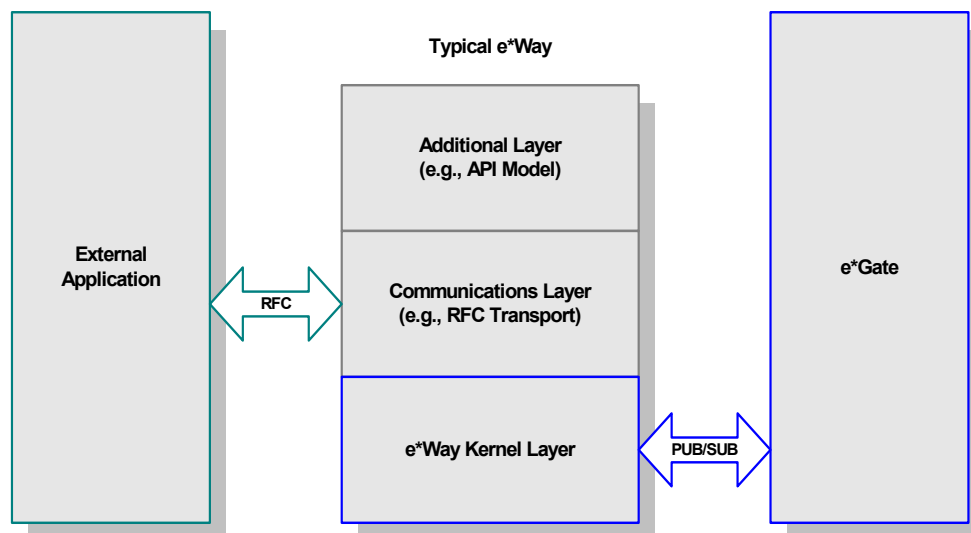 Typical e*Way
Additional Layer
(e.g., API Model)
External
Application
e*Gate
RFC
Communications Layer
(e.g., RFC Transport)
e*Way Kernel Layer
PUB/SUB